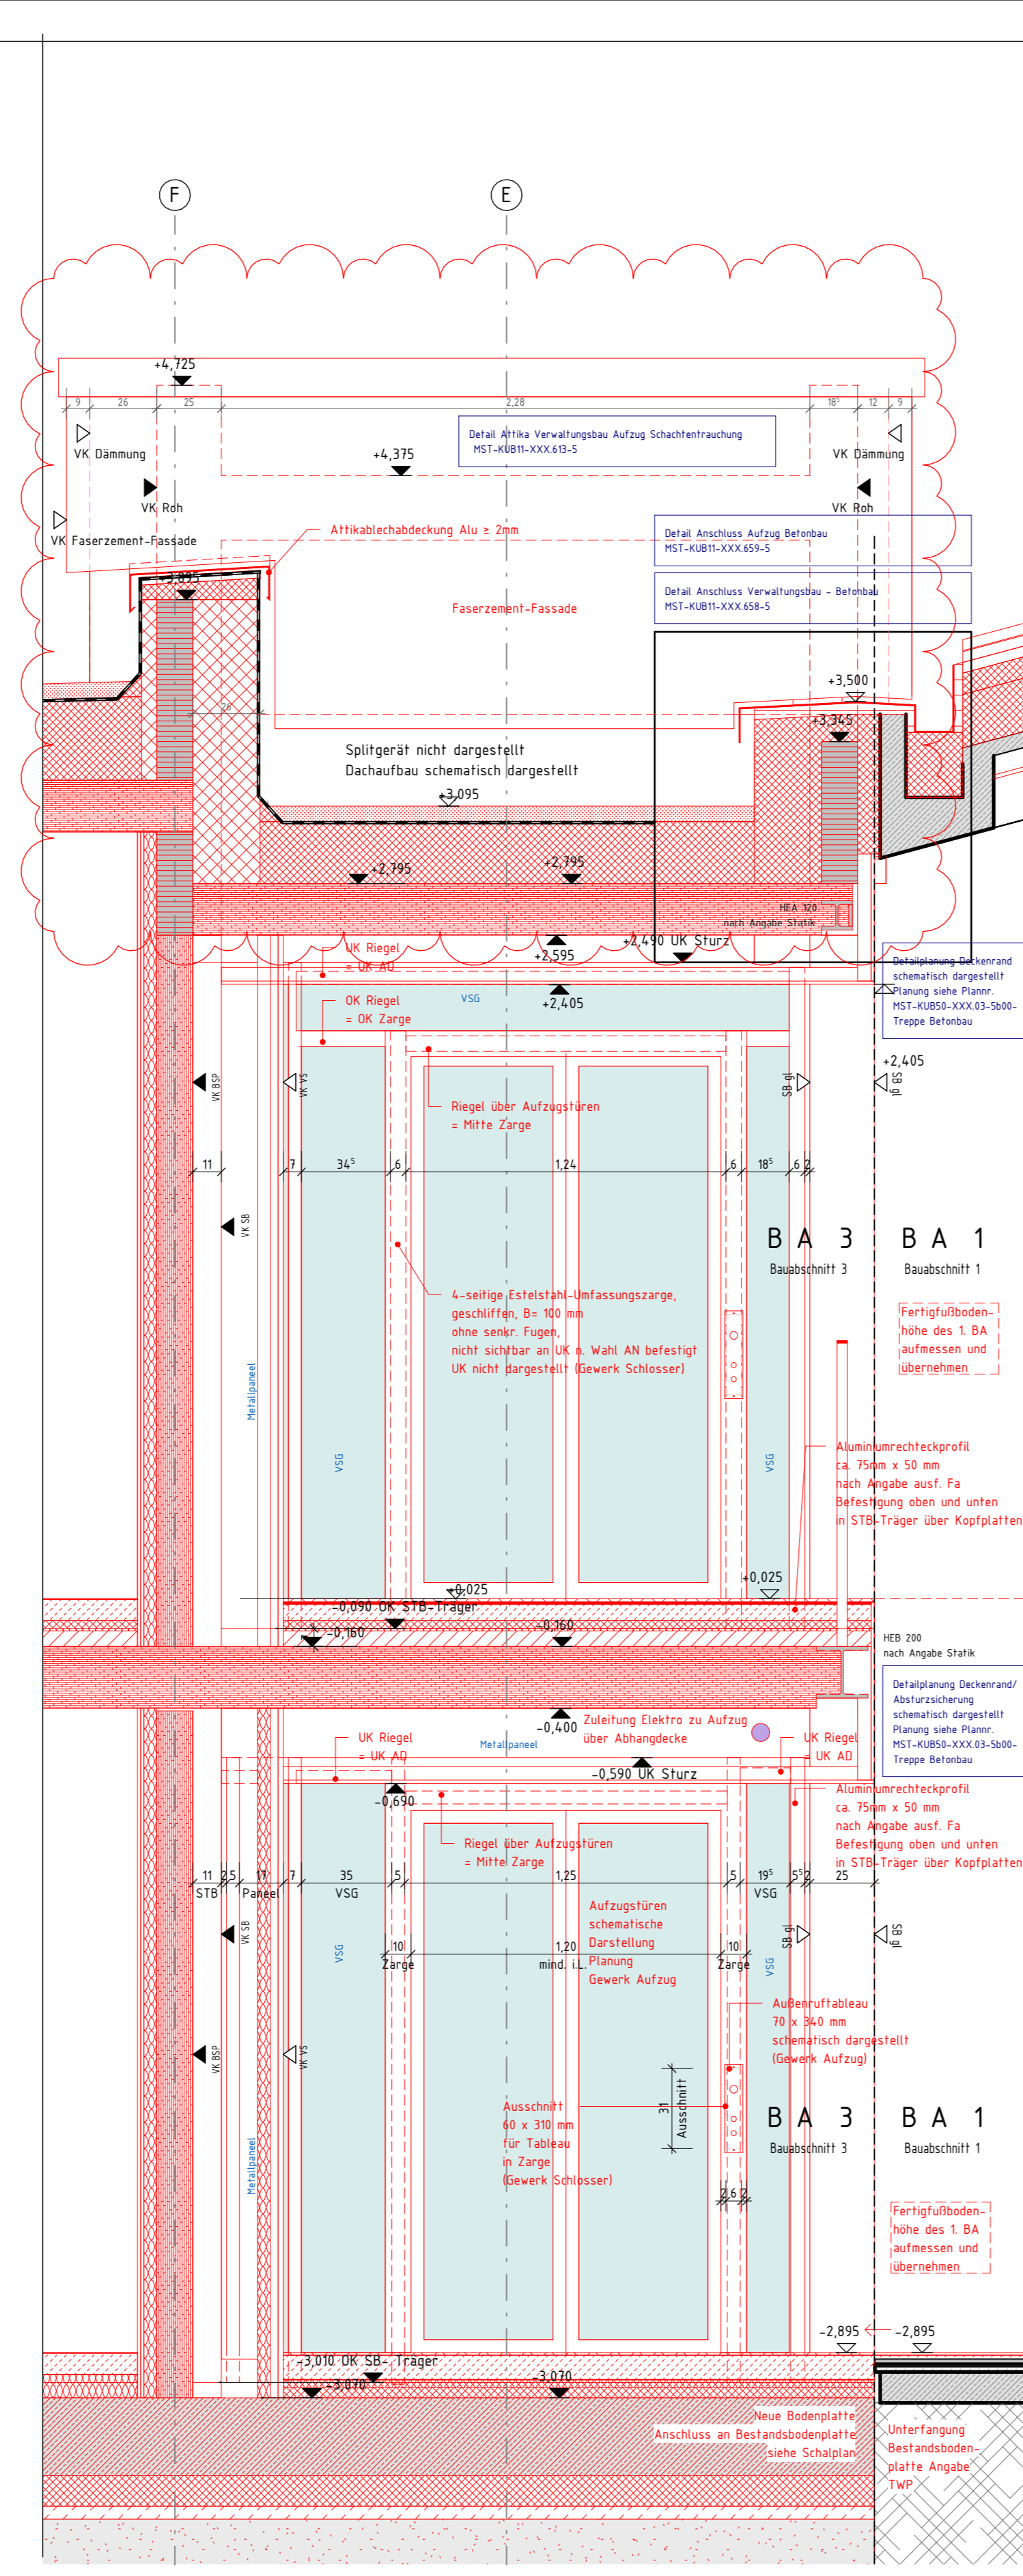 F
E
+4,725
9
26
25
2,28
18⁵
12
9
Detail Attika Verwaltungsbau Aufzug Schachtentrauchung
MST-KUB11-XXX.613-5
VK Dämmung
+4,375
VK Dämmung
VK Roh
VK Roh
VK Faserzement-Fassade
Attikablechabdeckung Alu ≥ 2mm
Detail Anschluss Aufzug Betonbau
MST-KUB11-XXX.659-5
+3,895
Detail Anschluss Verwaltungsbau - Betonbau
MST-KUB11-XXX.658-5
Faserzement-Fassade
+3,500
26
+3,345
Splitgerät nicht dargestellt
Dachaufbau schematisch dargestellt
+3,095
+2,795
+2,795
HEA 120
nach Angabe Statik
+2,490 UK Sturz
UK Riegel
= UK AD
+2,595
Detailplanung Deckenrand
schematisch dargestellt
Planung siehe Plannr.
MST-KUB50-XXX.03-5b00-
Treppe Betonbau
OK Riegel
= OK Zarge
VSG
+2,405
+2,405
VK BSP
VK VS
SB gl
SB gl
Riegel über Aufzugstüren
= Mitte Zarge
11
7
34⁵
6
1,24
6
18⁵
6
2
VK SB
BA 3
BA 1
Bauabschnitt 3
Bauabschnitt 1
4-seitige Estelstahl-Umfassungszarge,
geschliffen, B= 100 mm
ohne senkr. Fugen,
nicht sichtbar an UK n. Wahl AN befestigt
UK nicht dargestellt (Gewerk Schlosser)
Fertigfußboden-
höhe des 1. BA
aufmessen und
übernehmen
Metallpaneel
VSG
VSG
Aluminiumrechteckprofil
ca. 75mm x 50 mm
nach Angabe ausf. Fa
Befestigung oben und unten
in STB-Träger über Kopfplatten
+0,025
+0,025
-0,090 OK STB-Träger
-0,160
-0,160
HEB 200
nach Angabe Statik
Detailplanung Deckenrand/
Absturzsicherung
schematisch dargestellt
Planung siehe Plannr.
MST-KUB50-XXX.03-5b00-
Treppe Betonbau
-0,400
Zuleitung Elektro zu Aufzug
über Abhangdecke
UK Riegel
= UK AD
Metallpaneel
UK Riegel
= UK AD
-0,590 UK Sturz
-0,690
Aluminiumrechteckprofil
ca. 75mm x 50 mm
nach Angabe ausf. Fa
Befestigung oben und unten
in STB-Träger über Kopfplatten
Riegel über Aufzugstüren
= Mitte Zarge
11
2,5
17
7
35
5
1,25
5
19⁵
5⁵
2
25
STB
Paneel
VSG
VSG
Aufzugstüren
schematische
Darstellung
Planung
Gewerk Aufzug
VK SB
VSG
SB gl
SB gl
VSG
10
Zarge
1,20
mind. i.L.
10
Zarge
Außenruftableau
70 x 340 mm
schematisch dargestellt
(Gewerk Aufzug)
VK BSP
VK VS
Ausschnitt
60 x 310 mm
für Tableau
in Zarge
(Gewerk Schlosser)
31
Ausschnitt
BA 3
BA 1
Bauabschnitt 3
Bauabschnitt 1
Metallpaneel
2
6
2
Fertigfußboden-
höhe des 1. BA
aufmessen und
übernehmen
-2,895
-2,895
-3,010 OK SB- Träger
-3,070
-3,070
Neue Bodenplatte
Anschluss an Bestandsbodenplatte
siehe Schalplan
Unterfangung
Bestandsboden-
platte Angabe
TWP